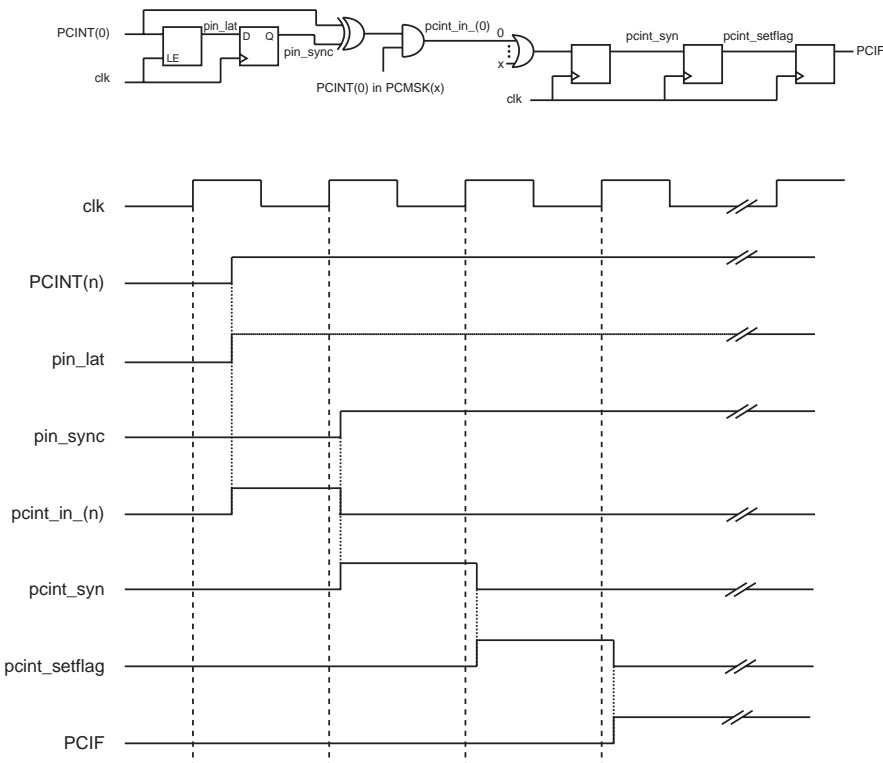 PCINT(0)
clk
LE
pin_lat
D Q
pin_sync
PCINT(0) in PCMSK(x)
pcint_in_(0)
0
x
clk
pcint_syn
pcint_setflag
PCIF
clk
PCINT(n)
pin_lat
pin_sync
pcint_in_(n)
pcint_syn
pcint_setflag
PCIF